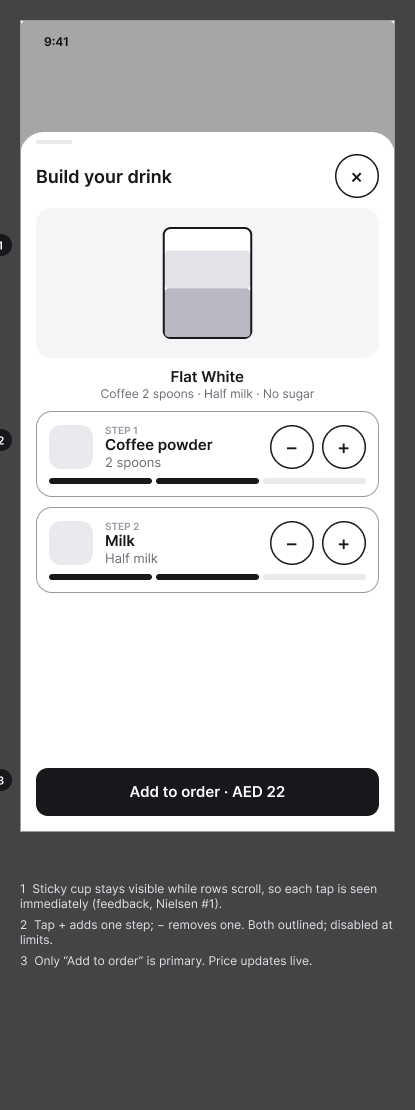 9:41
Build your drink
×
1
Flat White
Coffee 2 spoons · Half milk · No sugar
2
STEP 1
Coffee powder
2 spoons
− +
STEP 2
Milk
Half milk
− +
3
Add to order · AED 22
1 Sticky cup stays visible while rows scroll, so each tap is seen
immediately (feedback, Nielsen #1).
2 Tap + adds one step; − removes one. Both outlined; disabled at
limits.
3 Only “Add to order” is primary. Price updates live.